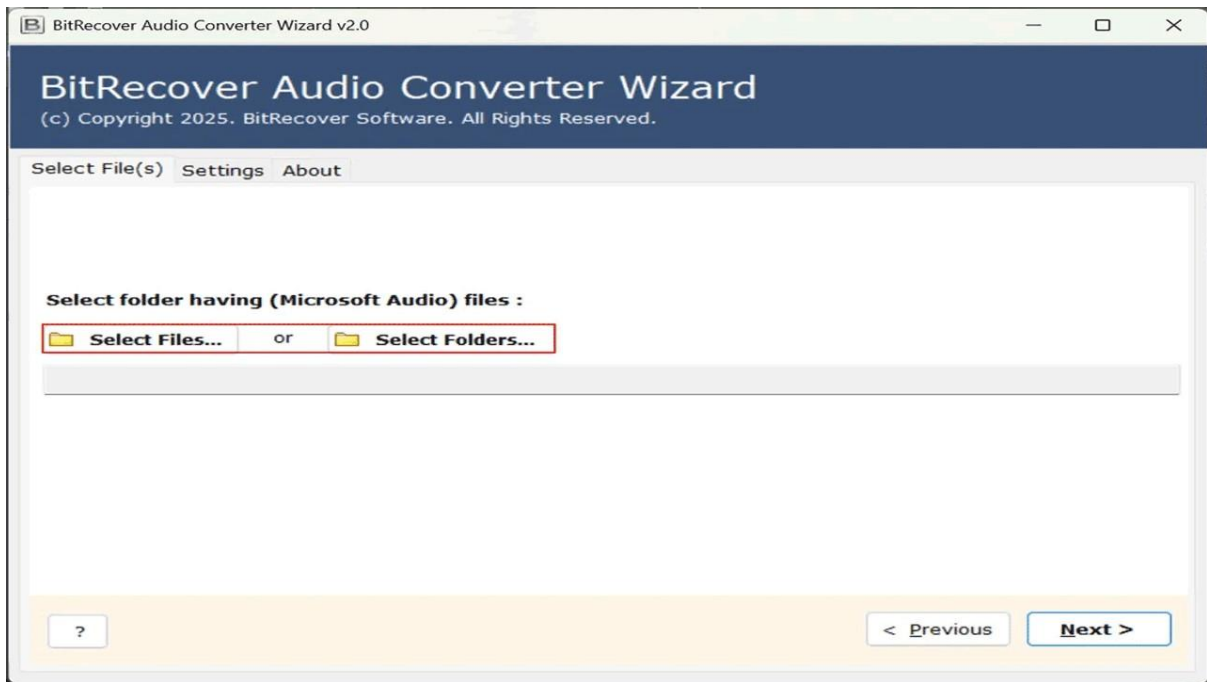 BitRecover Audio Converter Wizard v2.0
BitRecover Audio Converter Wizard
(c) Copyright 2025. BitRecover Software. All Rights Reserved.
Select File(s) Settings About
Select folder having (Microsoft Audio) files :
Select Files... or Select Folders...
? < Previous Next >